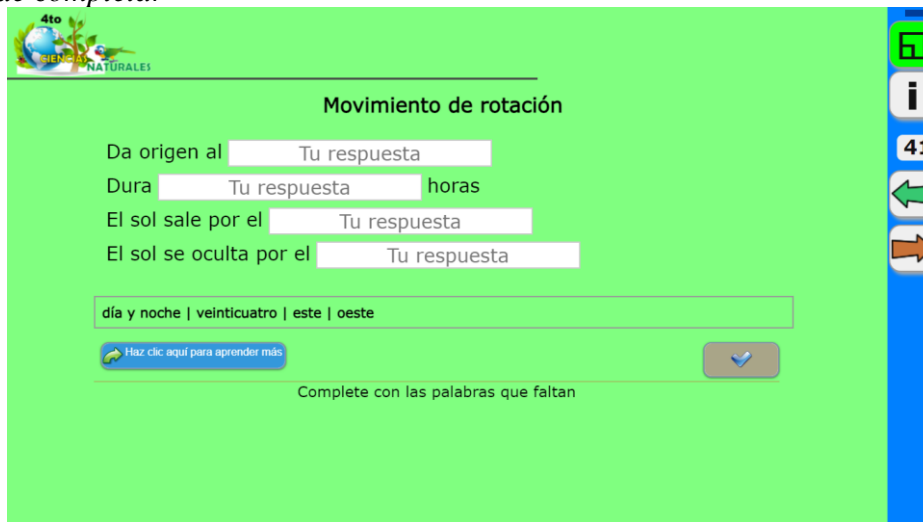 4to
CIENCIAS
NATURALES
Movimiento de rotación
Da origen al Tu respuesta
Dura Tu respuesta horas
El sol sale por el Tu respuesta
El sol se oculta por el Tu respuesta
día y noche | veinticuatro | este | oeste
Haz clic aquí para aprender más
Complete con las palabras que faltan
i